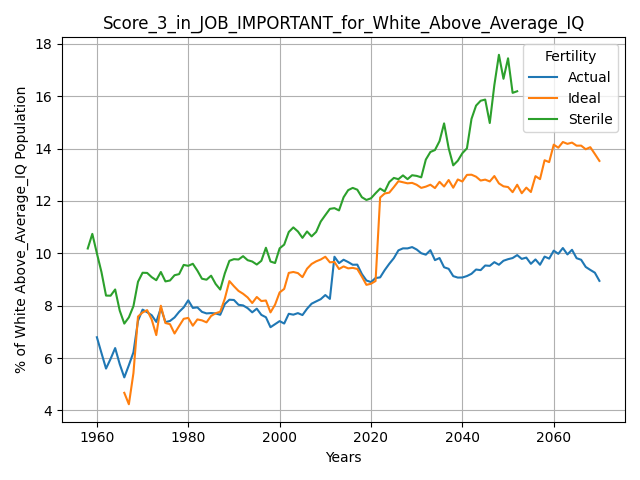 Score_3_in_JOB_IMPORTANT_for_White_Above_Average_IQ
% of White Above_Average_IQ Population
18
16
14
12
10
8
6
4
Fertility
Actual
Ideal
Sterile
1960 1980 2000 2020 2040 2060
Years